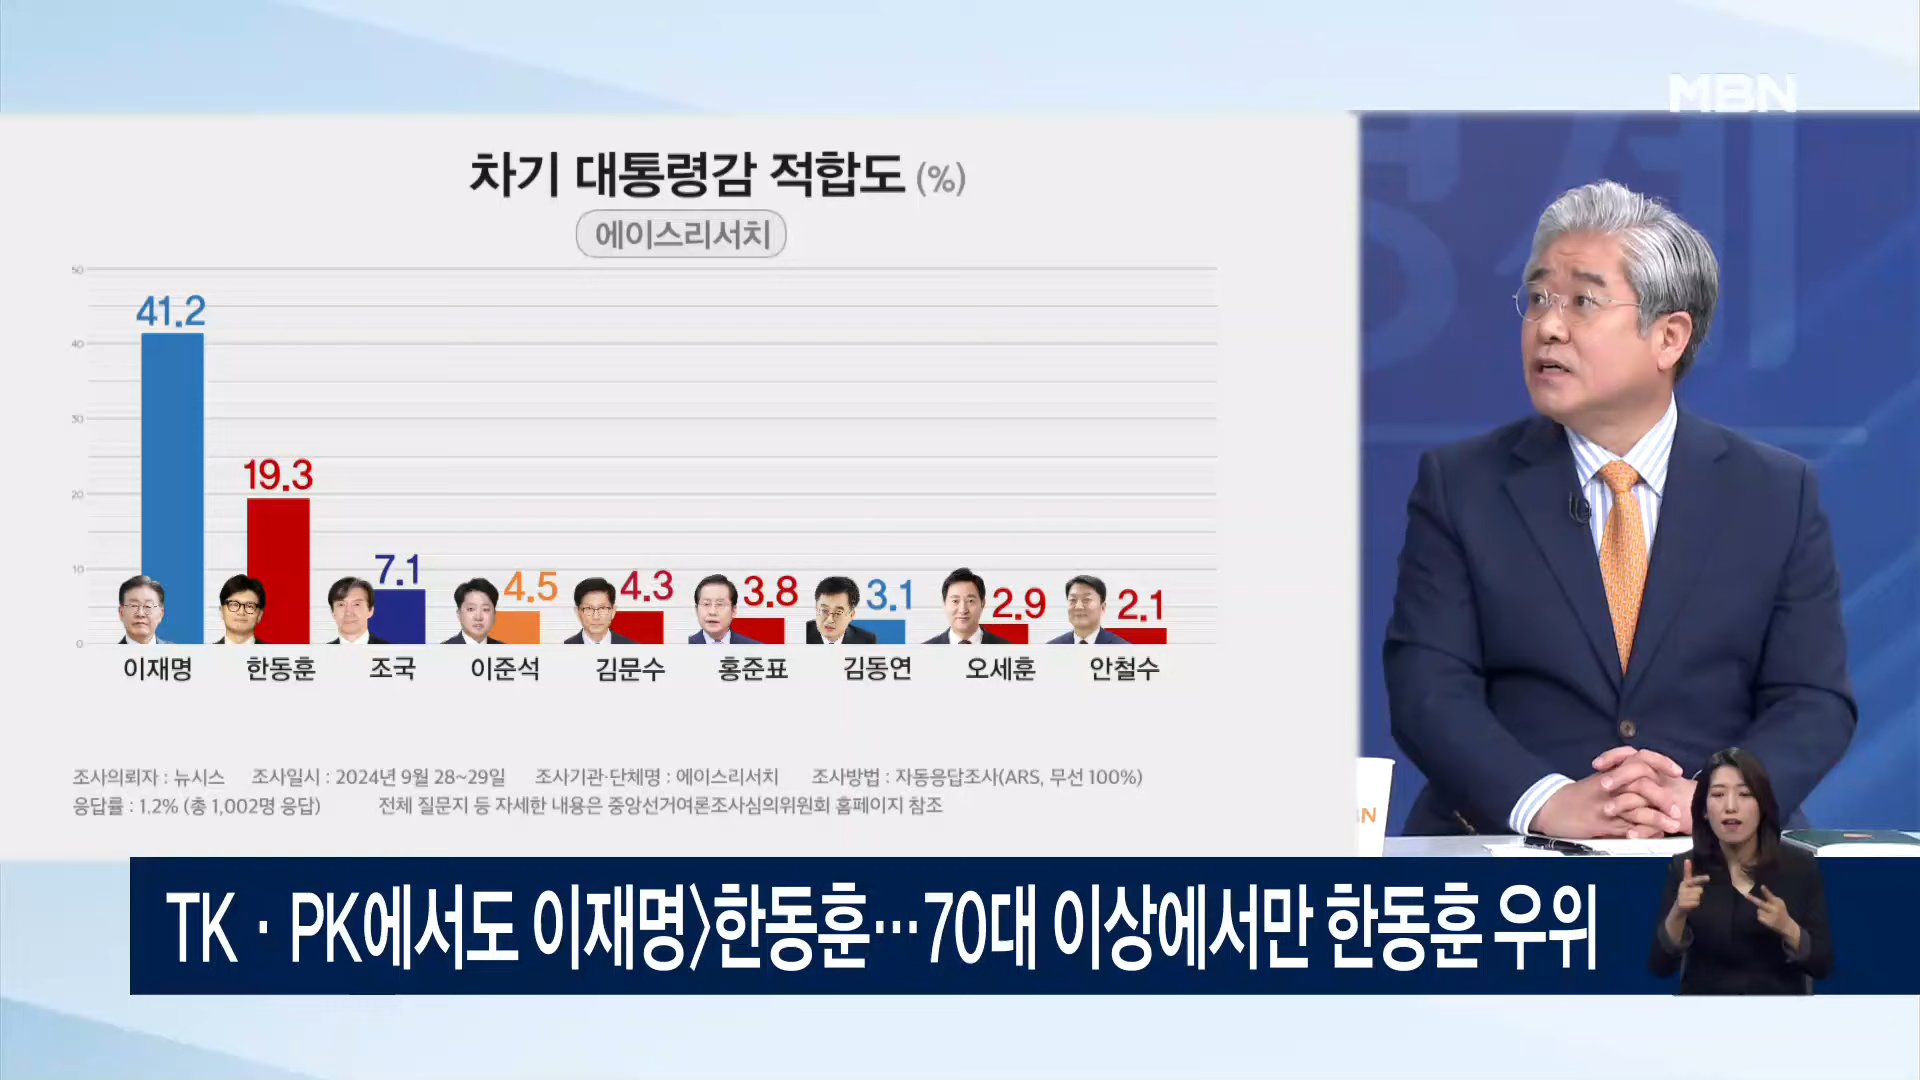 MBN
차기 대통령감 적합도 (%)
에이스리서치
50
40
30
20
10
0
41.2
19.3
7.1
4.5
4.3
3.8
3.1
2.9
2.1
이재명 한동훈 조국 이준석 김문수 홍준표 김동연 오세훈 안철수
조사의뢰자 : 뉴시스 조사일시 : 2024년 9월 28~29일 조사기관·단체명 : 에이스리서치 조사방법 : 자동응답조사(ARS, 무선 100%)
응답률 : 1.2% (총 1,002명 응답) 전체 질문지 등 자세한 내용은 중앙선거여론조사심의위원회 홈페이지 참조
TK · PK에서도 이재명>한동훈…70대 이상에서만 한동훈 우위